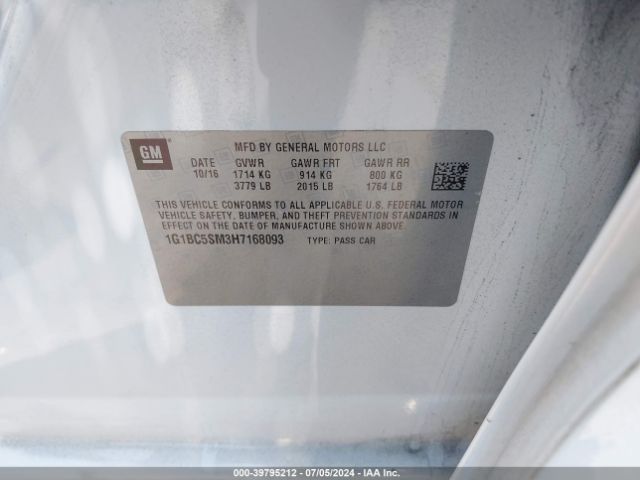 GM
MFD BY GENERAL MOTORS LLC
DATE GVWR GAWR FRT GAWR RR
10/16 1714 KG 914 KG 800 KG
3779 LB 2015 LB 1764 LB
THIS VEHICLE CONFORMS TO ALL APPLICABLE U.S. FEDERAL MOTOR
VEHICLE SAFETY, BUMPER, AND THEFT PREVENTION STANDARDS IN
EFFECT ON THE DATE OF MANUFACTURE SHOWN ABOVE.
1G1BC5SM3H7168093 TYPE: PASS CAR
000-39795212 - 07/05/2024 - IAA Inc.